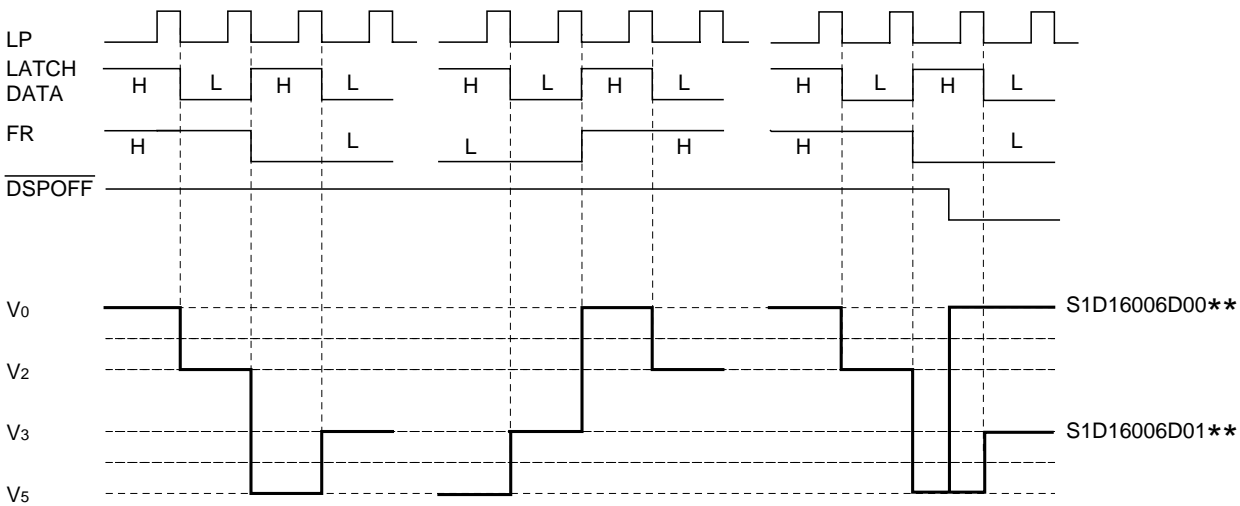 LP
LATCH
DATA
H L H L H L H L H L H L
FR
H L L H H L
DSPOFF
V0 S1D16006D00**
V2
V3 S1D16006D01**
V5